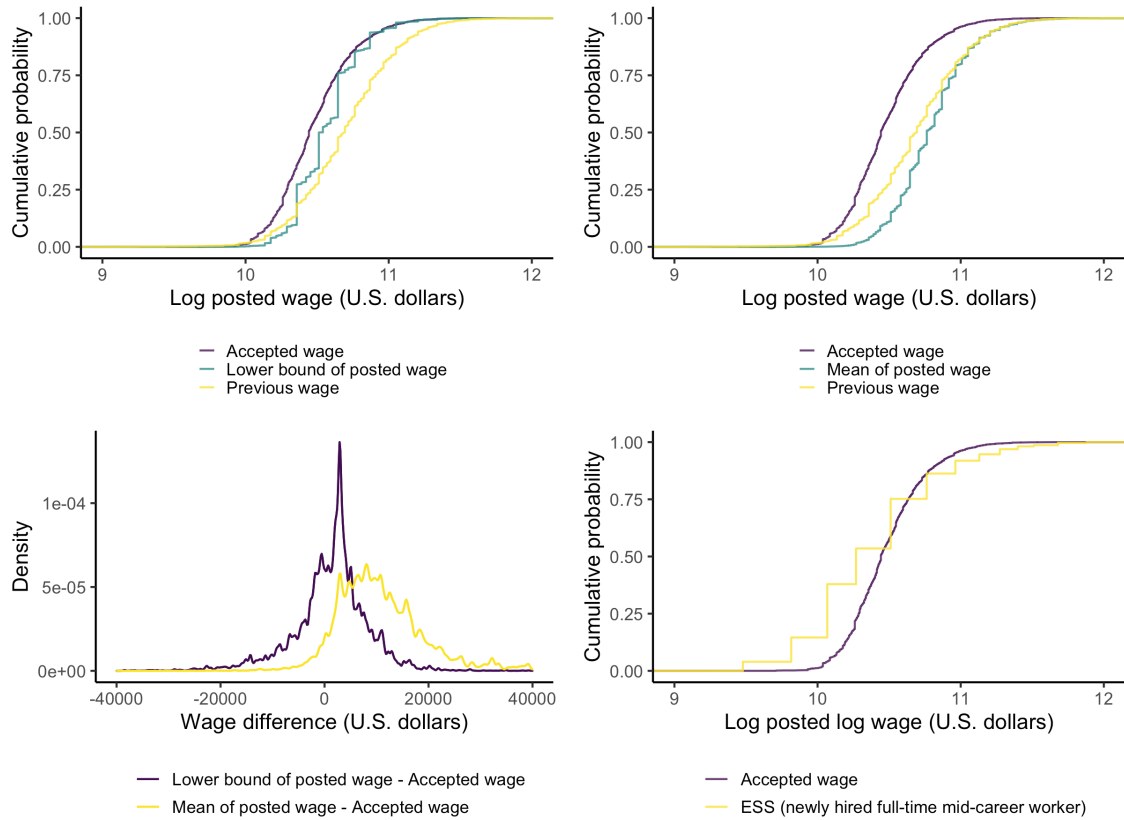 1.00
0.75
0.50
0.25
0.00
Cumulative probability
9 10 11 12
Log posted wage (U.S. dollars)
Accepted wage
Lower bound of posted wage
Previous wage
1.00
0.75
0.50
0.25
0.00
Cumulative probability
9 10 11 12
Log posted wage (U.S. dollars)
Accepted wage
Mean of posted wage
Previous wage
1e-04
5e-05
0e+00
Density
-40000 -20000 0 20000 40000
Wage difference (U.S. dollars)
Lower bound of posted wage - Accepted wage
Mean of posted wage - Accepted wage
1.00
0.75
0.50
0.25
0.00
Cumulative probability
9 10 11 12
Log posted log wage (U.S. dollars)
Accepted wage
ESS (newly hired full-time mid-career worker)